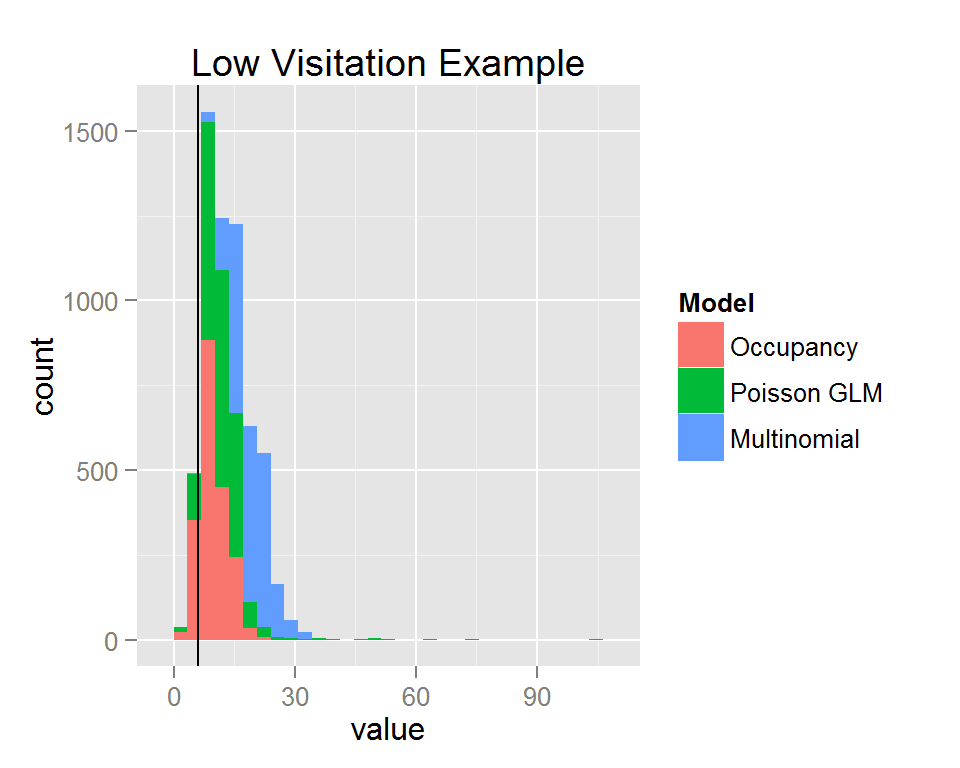 Low Visitation Example
1500
1000
500
0
count
0 30 60 90
value
Model
Occupancy
Poisson GLM
Multinomial